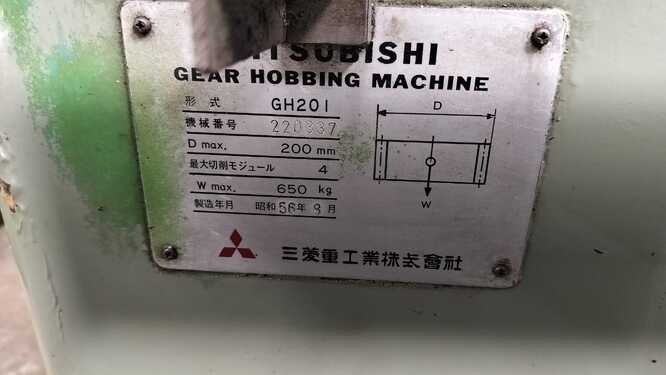 MITSUBISHI
GEAR HOBBING MACHINE
形式 GH201
機械番号 220337
D max. 200 mm
最大切削モジュール 4
W max. 650 kg
製造年月 昭和56年8月
D
W
三菱重工業株式會社